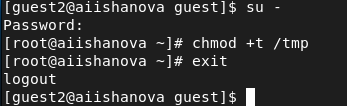 [guest2@aiishanova guest]$ su -
Password:
[root@aiishanova ~]# chmod +t /tmp
[root@aiishanova ~]# exit
logout
[guest2@aiishanova guest]$